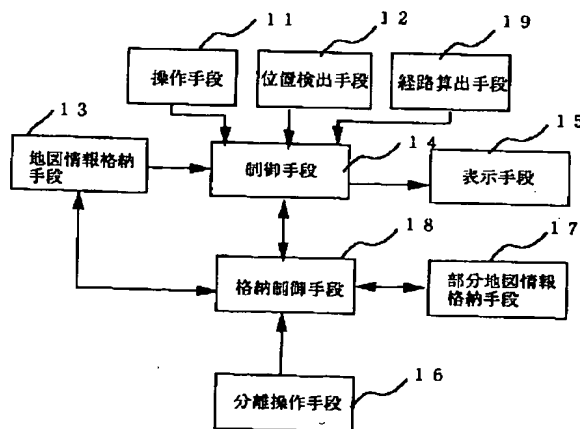 11
12
19
操作手段
位置検出手段
経路算出手段
13
14
15
地図情報格納
手段
制御手段
表示手段
18
17
格納制御手段
部分地図情報
格納手段
16
分離操作手段